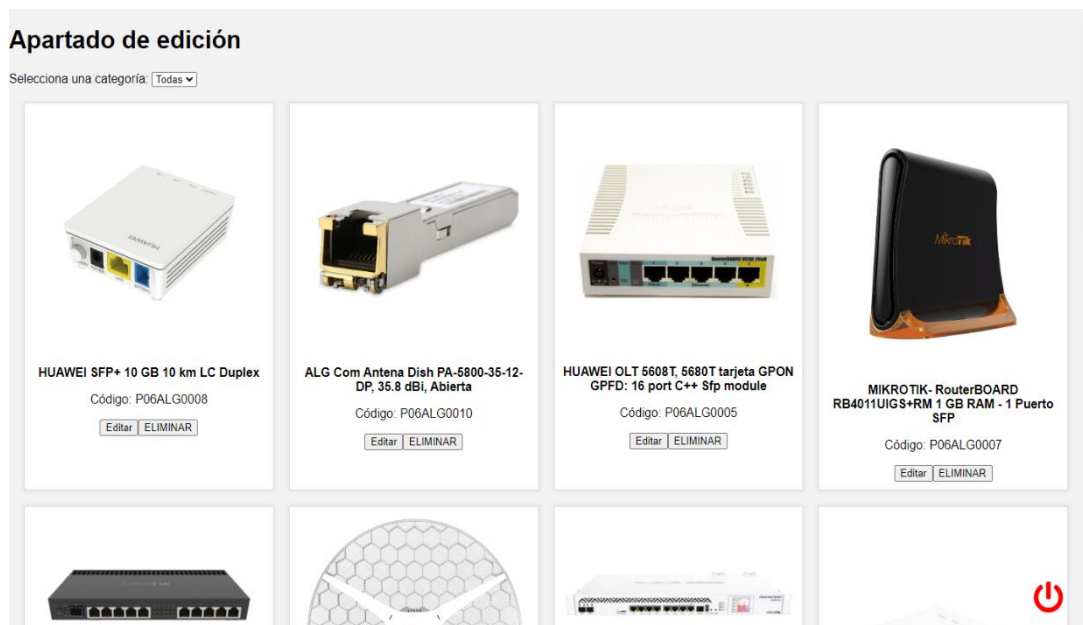 Apartado de edición
Selecciona una categoría: Todas
HUAWEI
MikroTik
HUAWEI SFP+ 10 GB 10 km LC Duplex
Código: P06ALG0008
Editar ELIMINAR
ALG Com Antena Dish PA-5800-35-12-
DP, 35.8 dBi, Abierta
Código: P06ALG0010
Editar ELIMINAR
HUAWEI OLT 5608T, 5680T tarjeta GPON
GPFD: 16 port C++ Sfp module
Código: P06ALG0005
Editar ELIMINAR
MIKROTIK- RouterBOARD
RB4011UIGS+RM 1 GB RAM - 1 Puerto
SFP
Código: P06ALG0007
Editar ELIMINAR